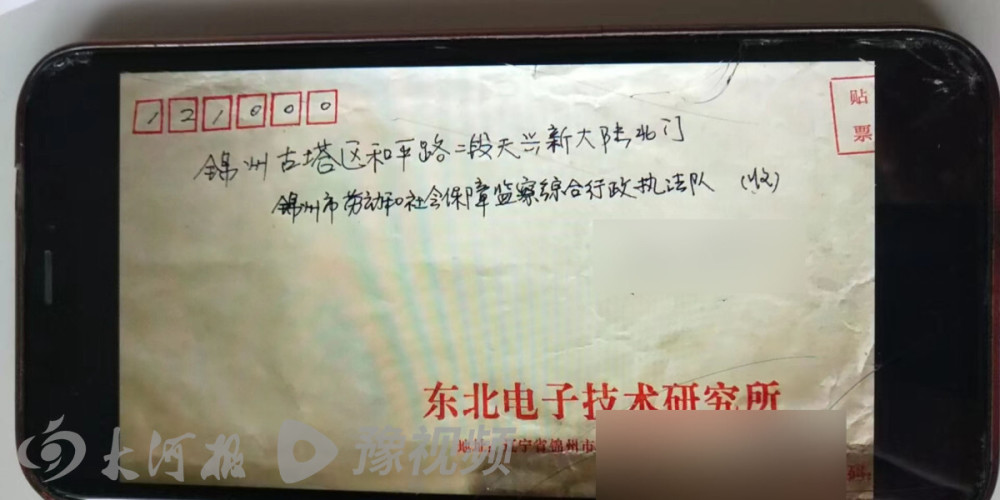 121000
贴
票
锦州古塔区和平路二段天兴新大陆北门
锦州市劳动和社会保障监察综合行政执法队 (收)
东北电子技术研究所
地址:辽宁省锦州市
大河报 豫视频